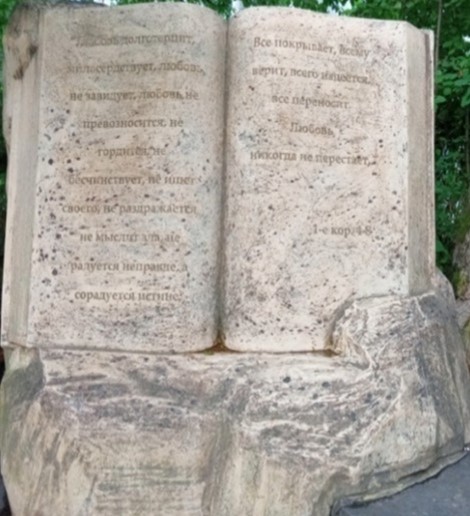 Любовь долготерпит,
милосердствует, любовь
не завидует, любовь не
превозносится, не
гордится, не
бесчинствует, не ищет
своего, не раздражается
не мыслит зла, не
радуется неправде, а
сорадуется истине.
Все покрывает, всему
верит, всего надеется,
все переносит.
Любовь
никогда не перестает,
1-е кор. 4-8